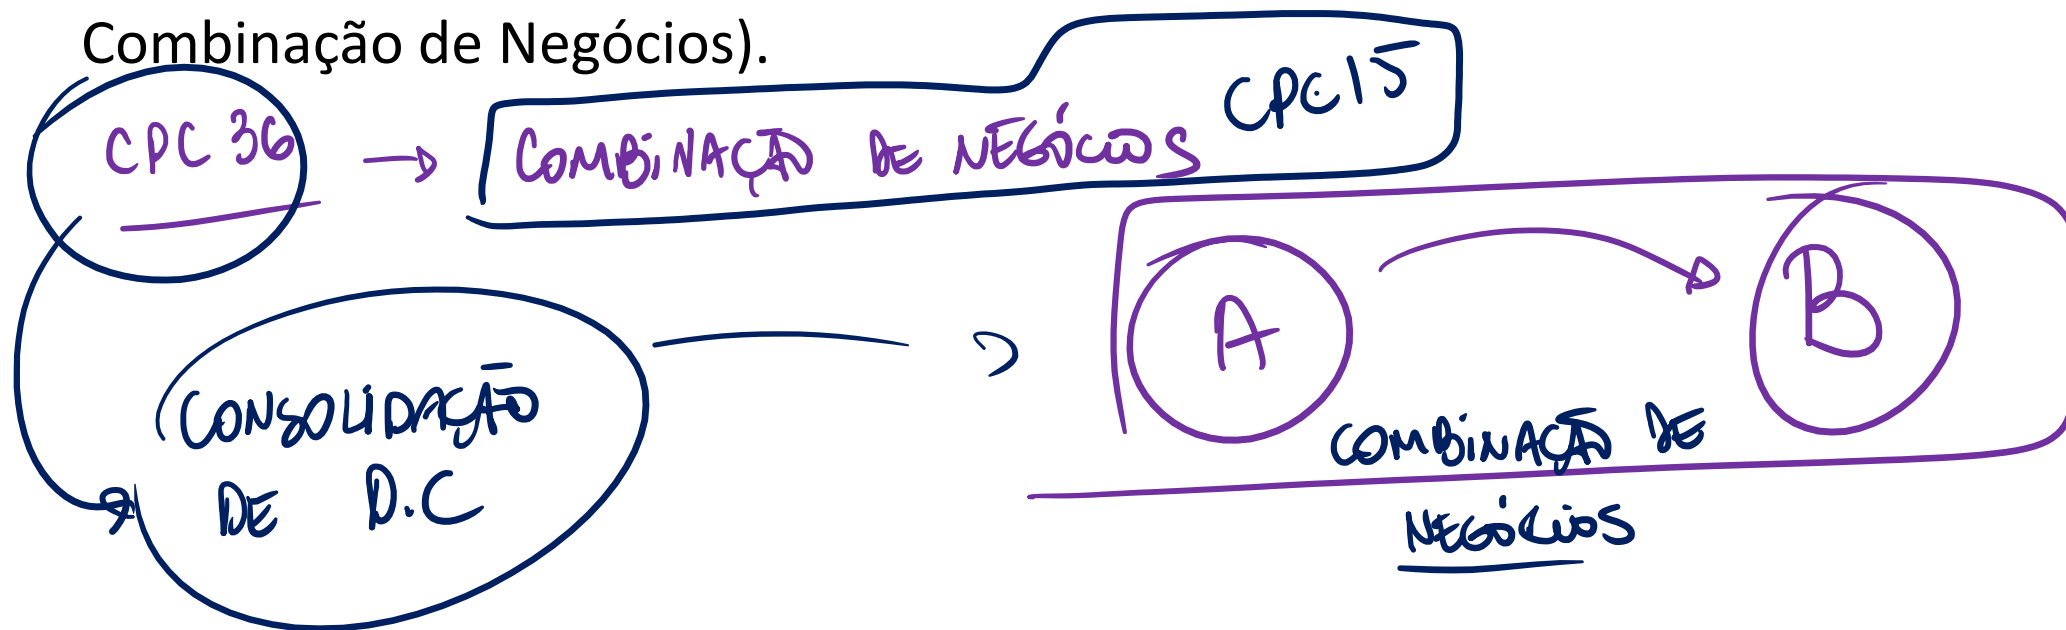 Combinação de Negócios).
CPC 36 → COMBINAÇÃO DE NEGÓCIOS CPC 15
A B
CONSOLIDAÇÃO
DE D.C
COMBINAÇÃO DE
NEGÓCIOS